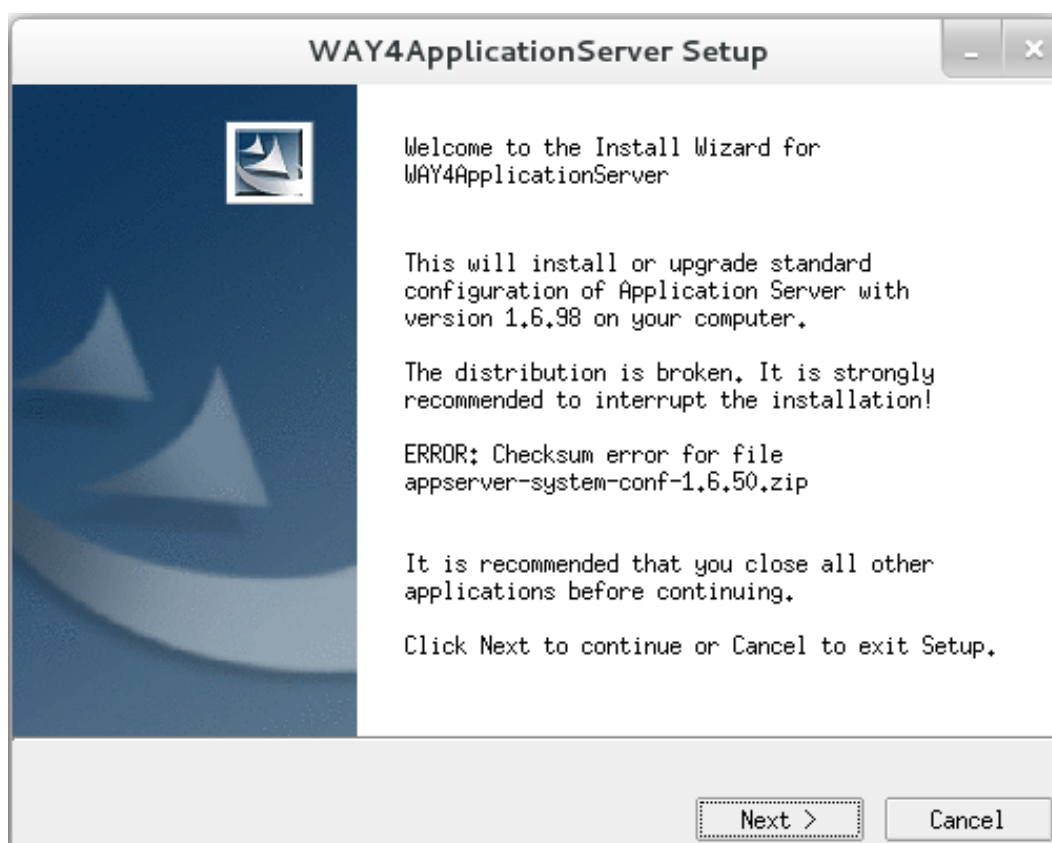 WAY4ApplicationServer Setup
Welcome to the Install Wizard for
WAY4ApplicationServer
This will install or upgrade standard
configuration of Application Server with
version 1.6.98 on your computer.
The distribution is broken. It is strongly
recommended to interrupt the installation!
ERROR: Checksum error for file
appserver-system-conf-1.6.50.zip
It is recommended that you close all other
applications before continuing.
Click Next to continue or Cancel to exit Setup.
Next >
Cancel